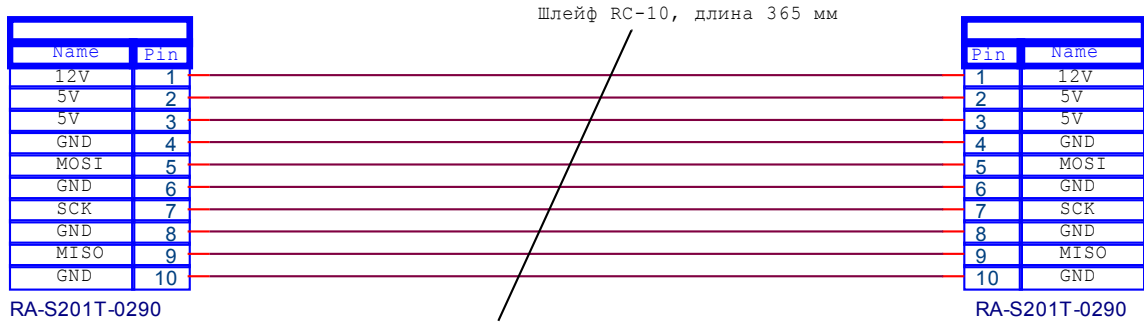 Шлейф RC-10, длина 365 мм
Name Pin Pin Name
12V 1 1 12V
5V 2 2 5V
5V 3 3 5V
GND 4 4 GND
MOSI 5 5 MOSI
GND 6 6 GND
SCK 7 7 SCK
GND 8 8 GND
MISO 9 9 MISO
GND 10 10 GND
RA-S201T-0290 RA-S201T-0290